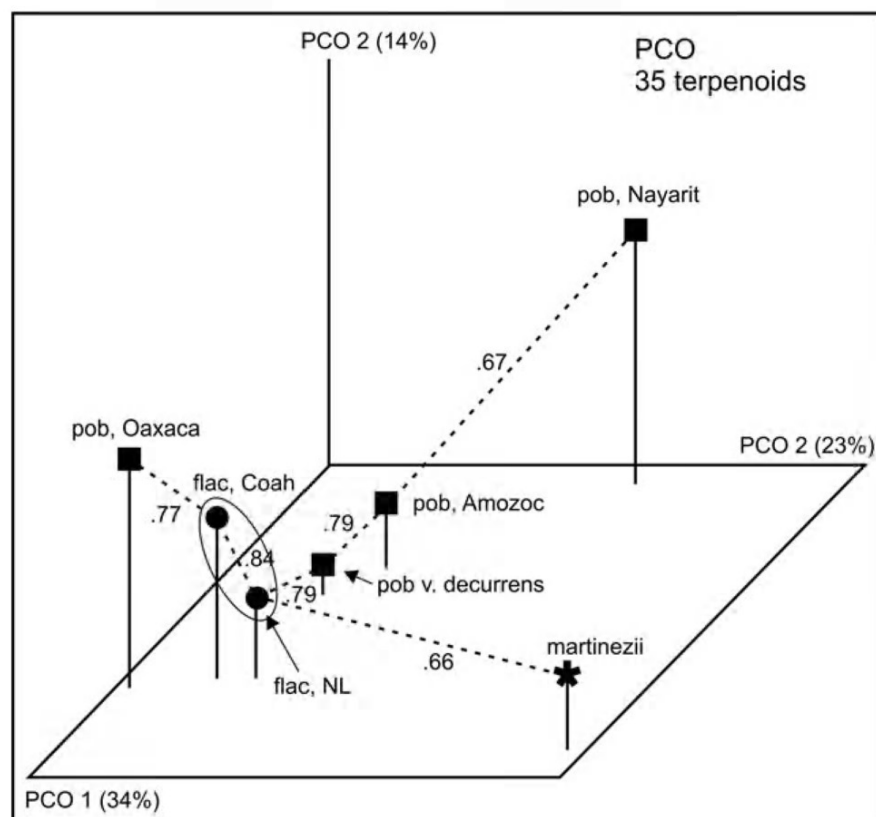 PCO 2 (14%)
PCO
35 terpenoids
pob, Nayarit
.67
pob, Oaxaca
PCO 2 (23%)
flac, Coah
.77
.79
pob, Amozoc
.84
.79
pob v. decurrens
martinezii
.66
flac, NL
PCO 1 (34%)